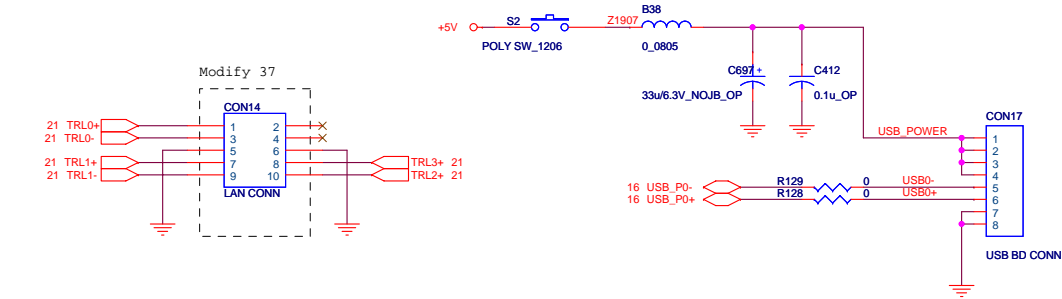 B38
+5V
S2
Z1907
POLY SW_1206
0_0805
Modify 37
C697 +
C412
33u/6.3V_NOJB_OP
0.1u_OP
CON14
CON17
21 TRL0+
1
2
21 TRL0-
3
4
5
6
21 TRL1+
7
8
TRL3+ 21
21 TRL1-
9
10
TRL2+ 21
LAN CONN
USB_POWER
1
2
3
4
16 USB_P0-
R129
0
USB0-
5
16 USB_P0+
R128
0
USB0+
6
7
8
USB BD CONN